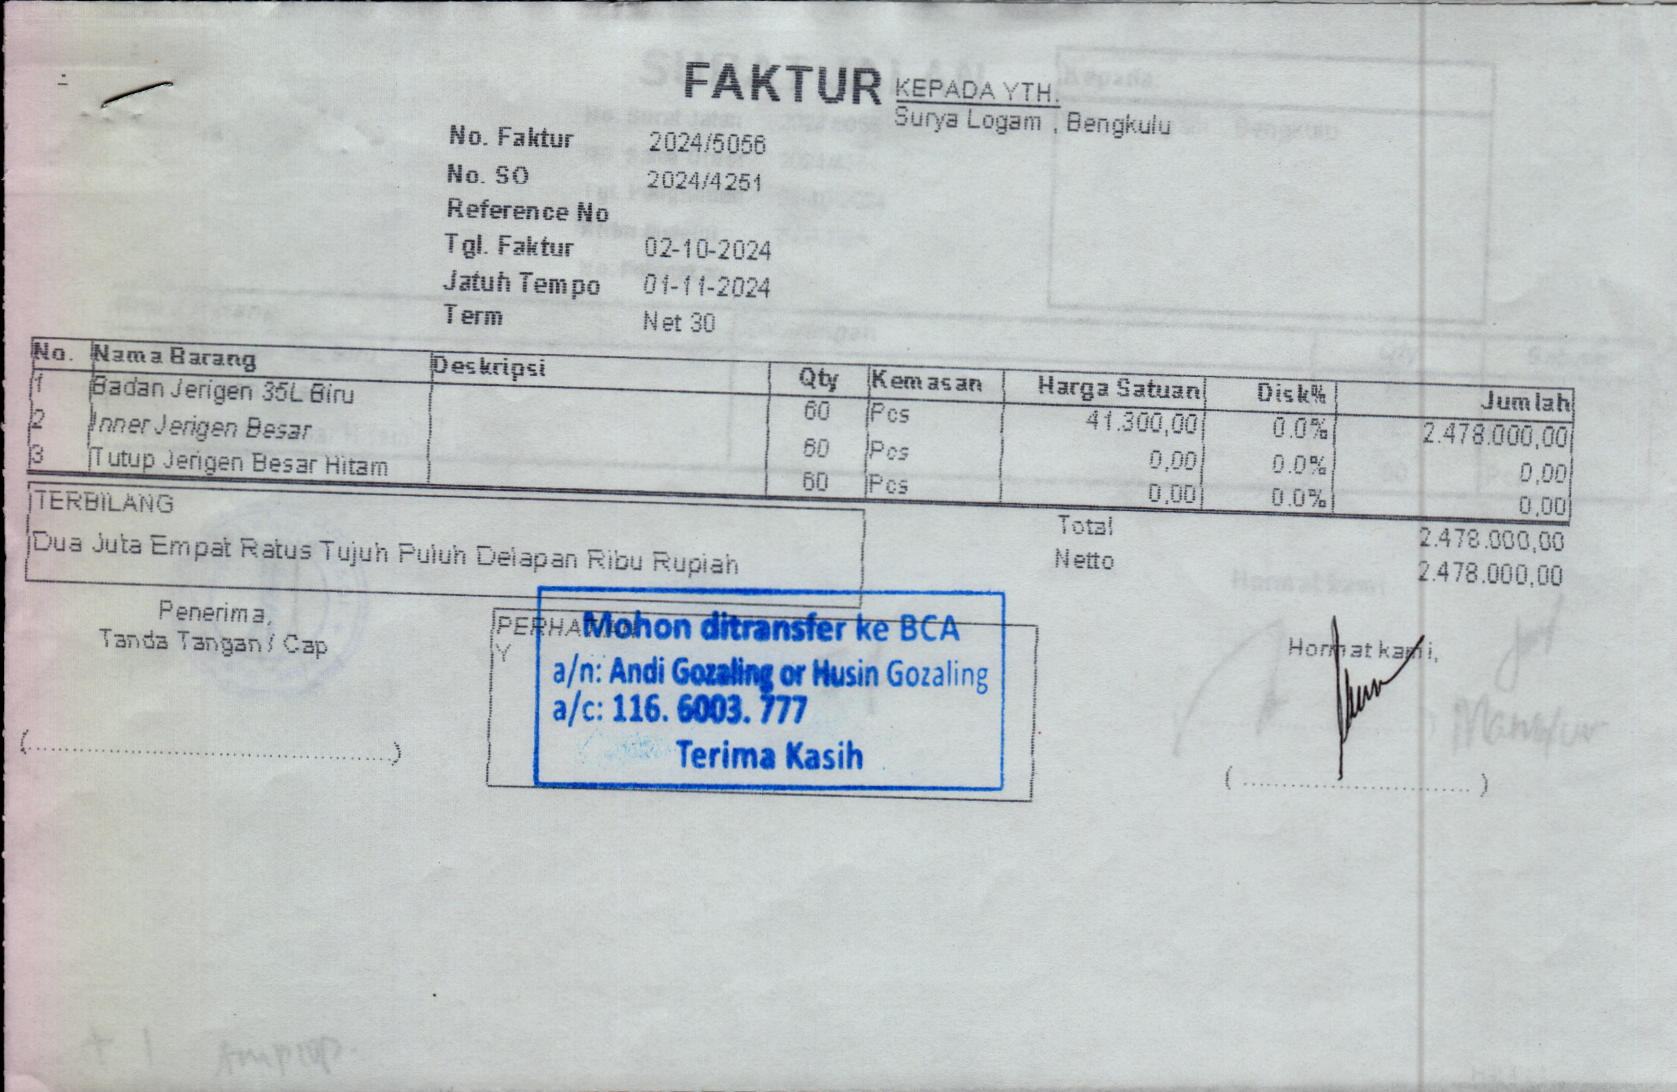 FAKTUR
KEPADA YTH.
Surya Logam , Bengkulu
No. Faktur 2024/5056
No. SO 2024/4251
Reference No
Tgl. Faktur 02-10-2024
Jatuh Tempo 01-11-2024
Term Net 30
No. Nama Barang Deskripsi Qty Kemasan Harga Satuan Disk% Jumlah
1 Badan Jerigen 35L Biru 60 Pcs 41.300,00 0.0% 2.478.000,00
2 Inner Jerigen Besar 60 Pcs 0,00 0.0% 0,00
3 Tutup Jerigen Besar Hitam 60 Pcs 0,00 0.0% 0,00
TERBILANG
Dua Juta Empat Ratus Tujuh Puluh Delapan Ribu Rupiah
Total 2.478.000,00
Netto 2.478.000,00
Penerima,
Tanda Tangan / Cap
(..............................................)
PERHATIAN
Y
Mohon ditransfer ke BCA
a/n: Andi Gozaling or Husin Gozaling
a/c: 116. 6003. 777
Terima Kasih
Hormat kami,
( ............................. )